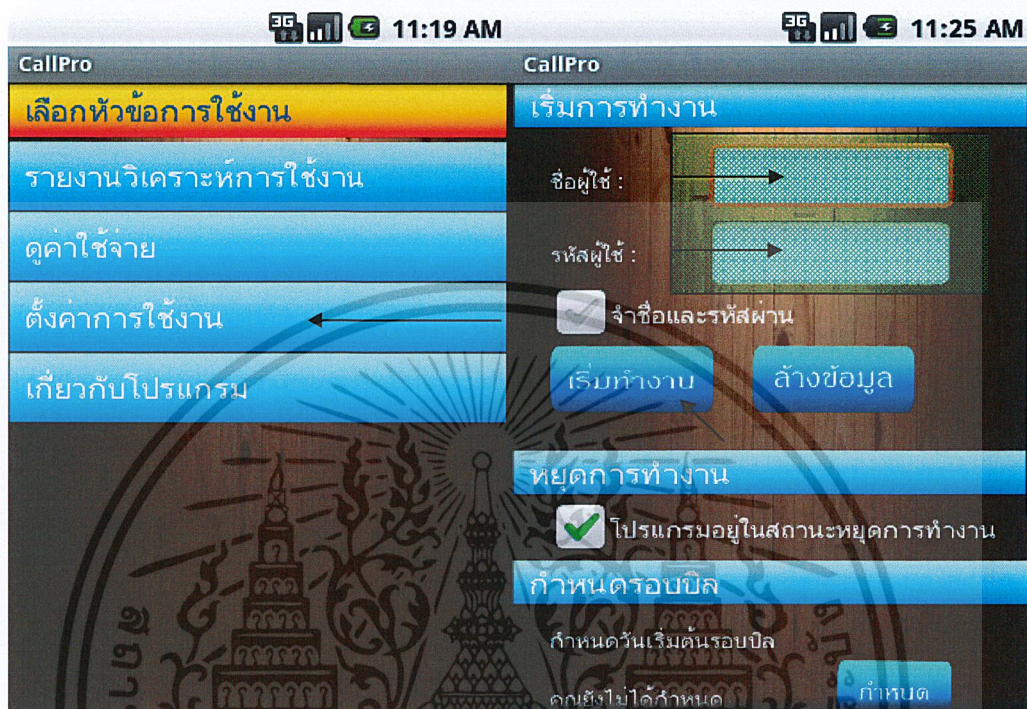 3G 11:19 AM
CallPro
เลือกหัวข้อการใช้งาน
รายงานวิเคราะห์การใช้งาน
ดูค่าใช้จ่าย
ตั้งค่าการใช้งาน
เกี่ยวกับโปรแกรม
3G 11:25 AM
CallPro
เริ่มการทำงาน
ชื่อผู้ใช้ :
รหัสผู้ใช้ :
จำชื่อและรหัสผ่าน
เริ่มทำงาน ล้างข้อมูล
หยุดการทำงาน
โปรแกรมอยู่ในสถานะหยุดการทำงาน
กำหนดรอบบิล
กำหนดวันเริ่มต้นรอบบิล
คุณยังไม่ได้กำหนด กำหนด